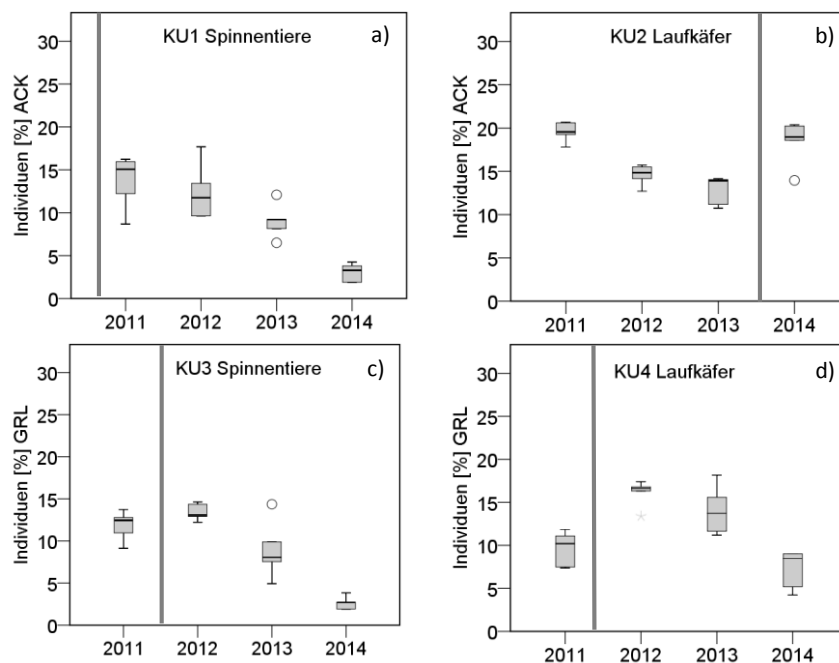 KU1 Spinnentiere
a)
Individuen [%] ACK
30
25
20
15
10
5
0
2011 2012 2013 2014
KU2 Laufkäfer
b)
Individuen [%] ACK
30
25
20
15
10
5
0
2011 2012 2013 2014
KU3 Spinnentiere
c)
Individuen [%] GRL
30
25
20
15
10
5
0
2011 2012 2013 2014
KU4 Laufkäfer
d)
Individuen [%] GRL
30
25
20
15
10
5
0
2011 2012 2013 2014